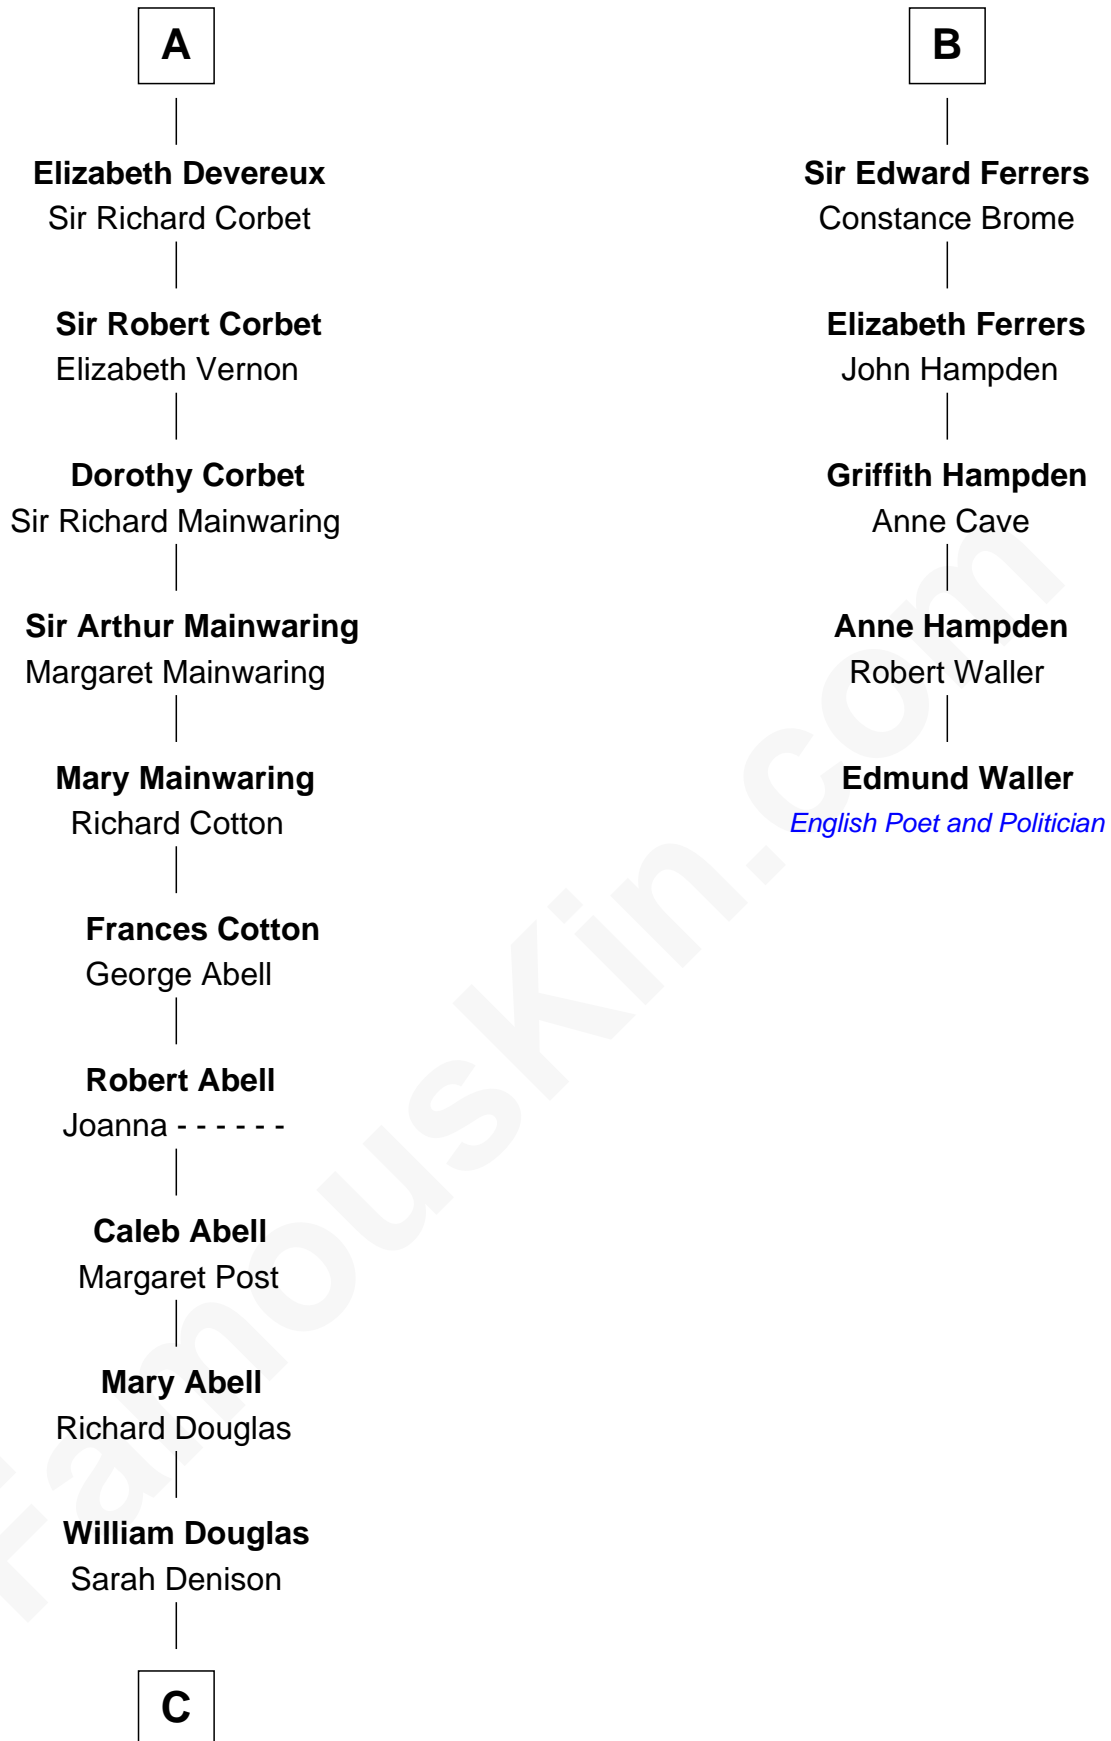 A
Elizabeth Devereux
Sir Richard Corbet
Sir Robert Corbet
Elizabeth Vernon
Dorothy Corbet
Sir Richard Mainwaring
Sir Arthur Mainwaring
Margaret Mainwaring
Mary Mainwaring
Richard Cotton
Frances Cotton
George Abell
Robert Abell
Joanna - - - - - -
Caleb Abell
Margaret Post
Mary Abell
Richard Douglas
William Douglas
Sarah Denison
C
B
Sir Edward Ferrers
Constance Brome
Elizabeth Ferrers
John Hampden
Griffith Hampden
Anne Cave
Anne Hampden
Robert Waller
Edmund Waller
English Poet and Politician
FamousKin.com